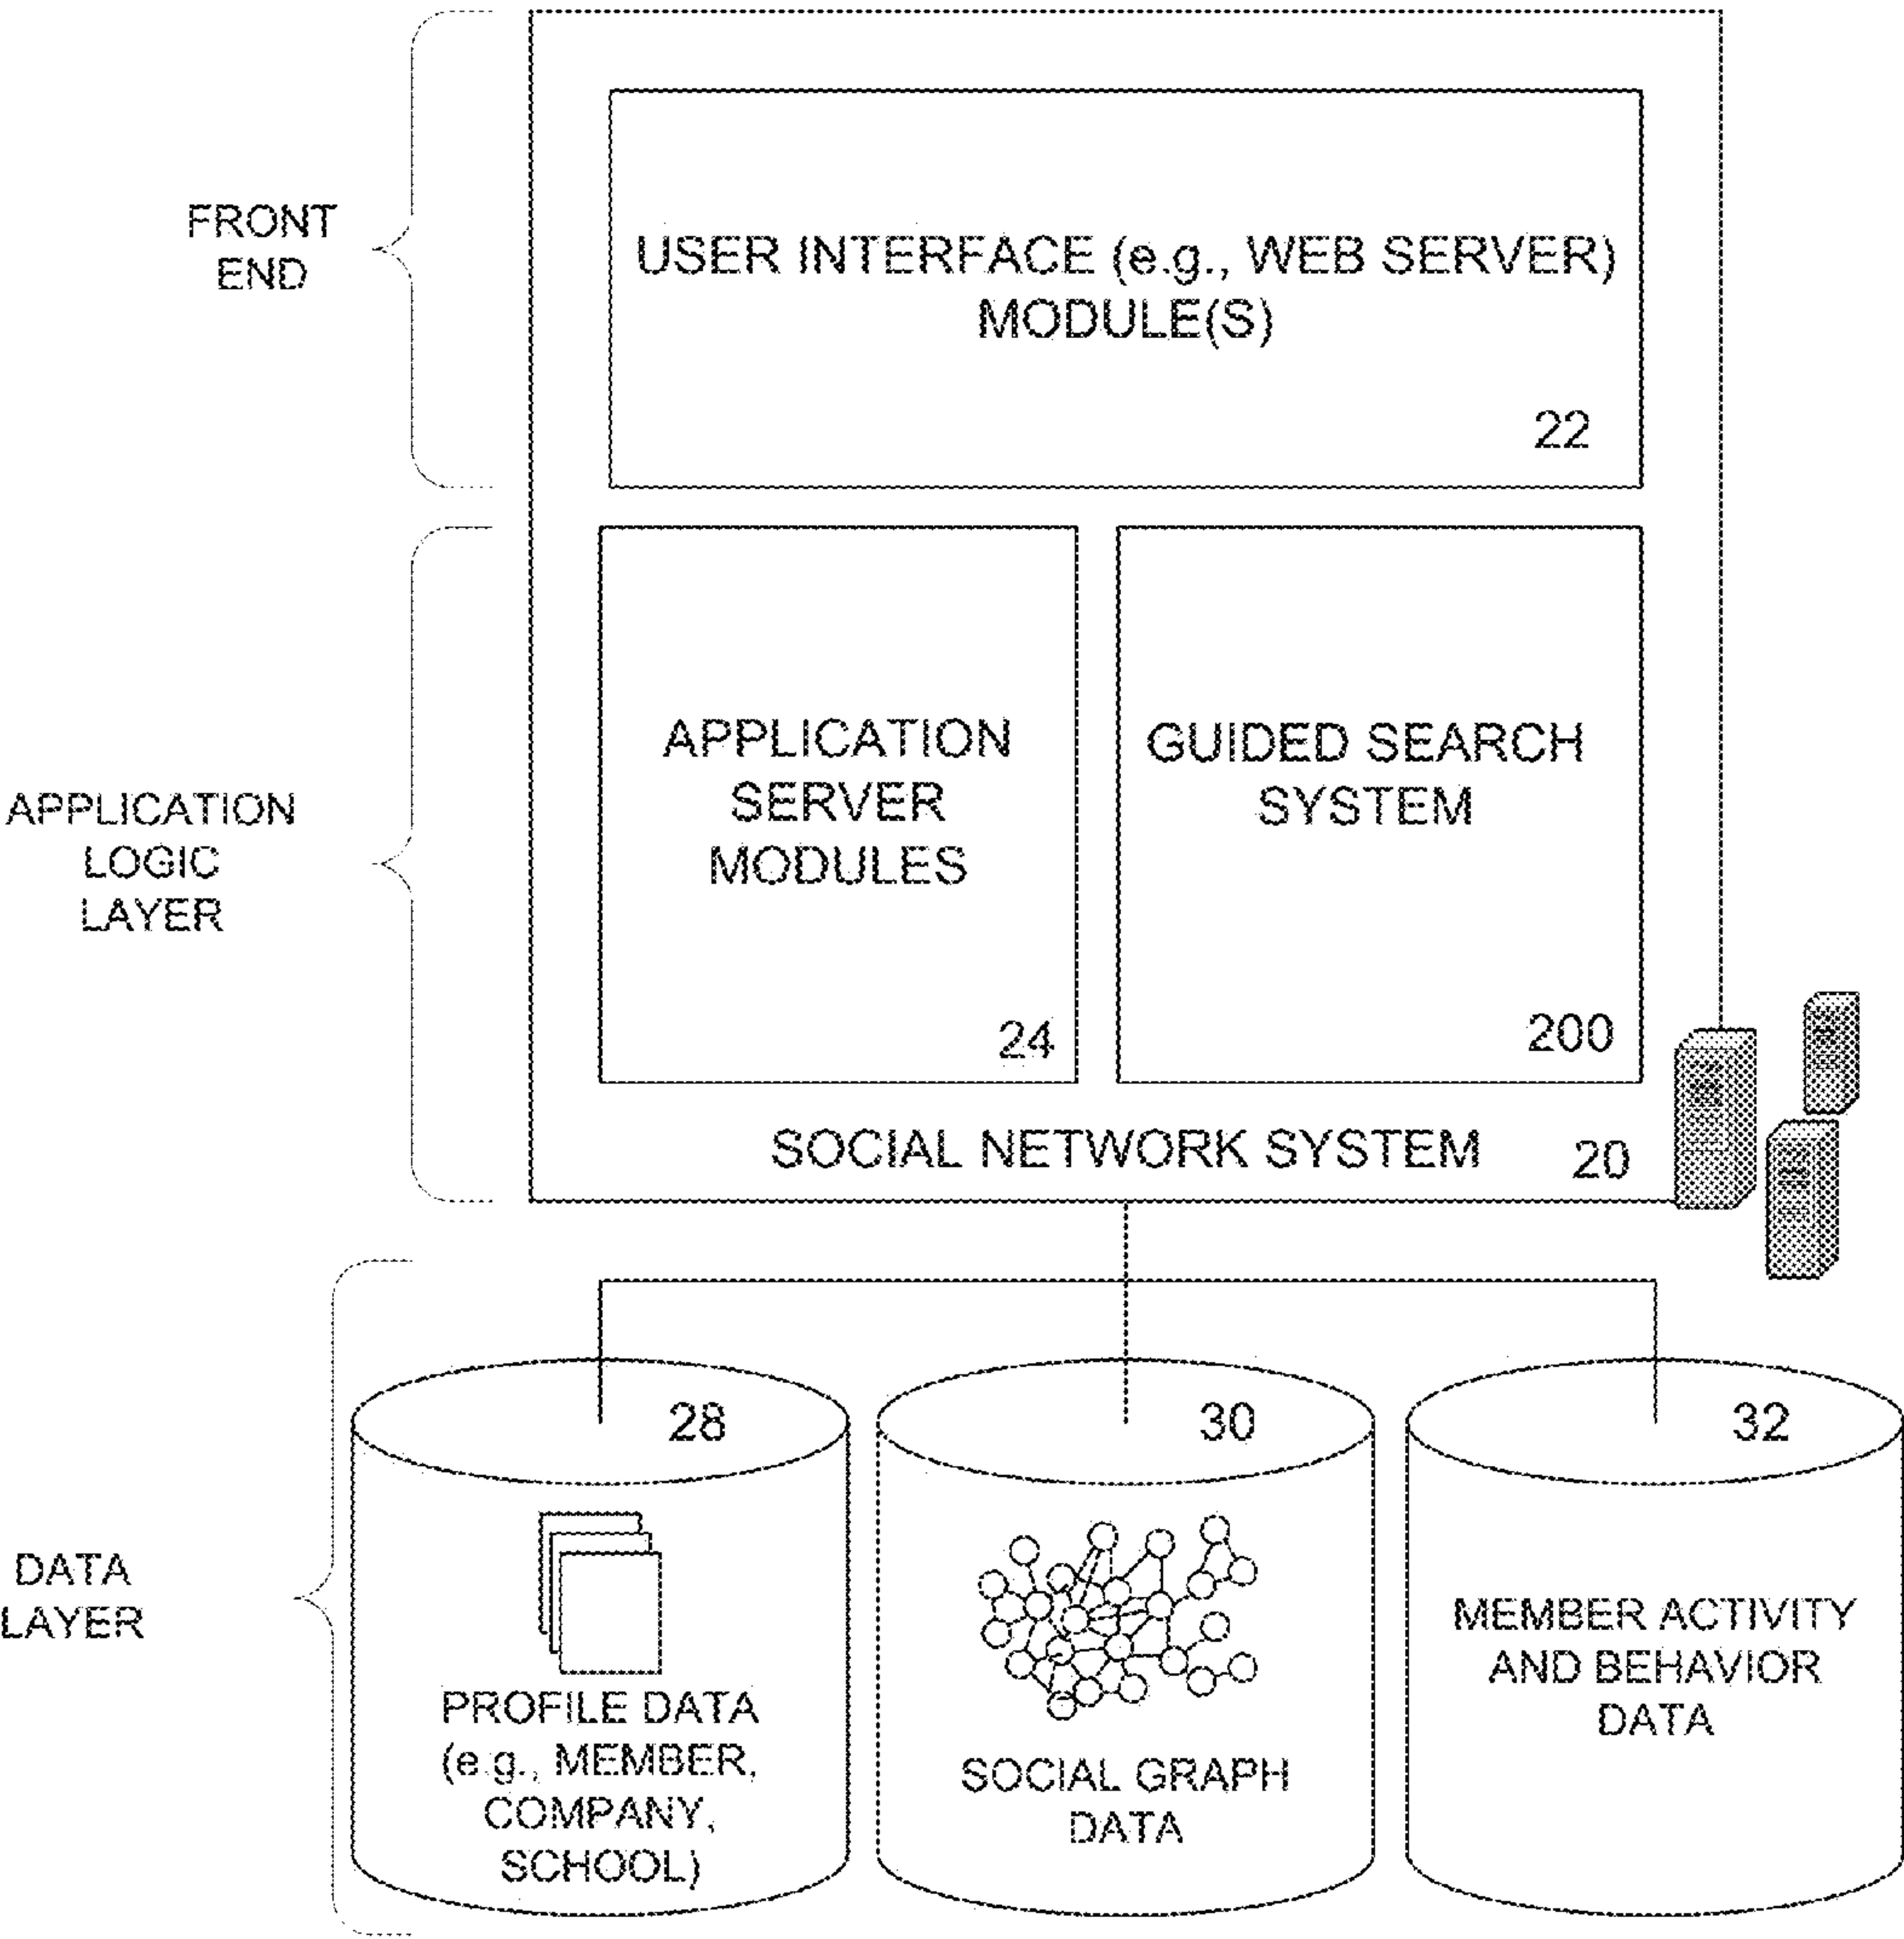 FRONT
END
USER INTERFACE (e.g., WEB SERVER)
MODULE(S)
22
APPLICATION
LOGIC
LAYER
APPLICATION
SERVER
MODULES
24
GUIDED SEARCH
SYSTEM
200
SOCIAL NETWORK SYSTEM
20
DATA
LAYER
28
PROFILE DATA
(e.g., MEMBER,
COMPANY,
SCHOOL)
30
SOCIAL GRAPH
DATA
32
MEMBER ACTIVITY
AND BEHAVIOR
DATA